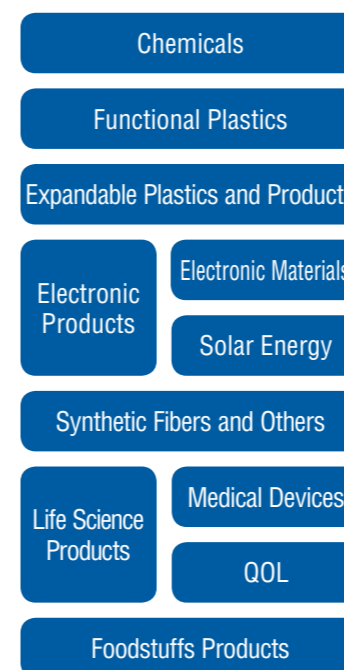 Chemicals
Functional Plastics
Expandable Plastics and Product
Electronic
Products
Electronic Materials
Solar Energy
Synthetic Fibers and Others
Life Science
Products
Medical Devices
QOL
Foodstuffs Products